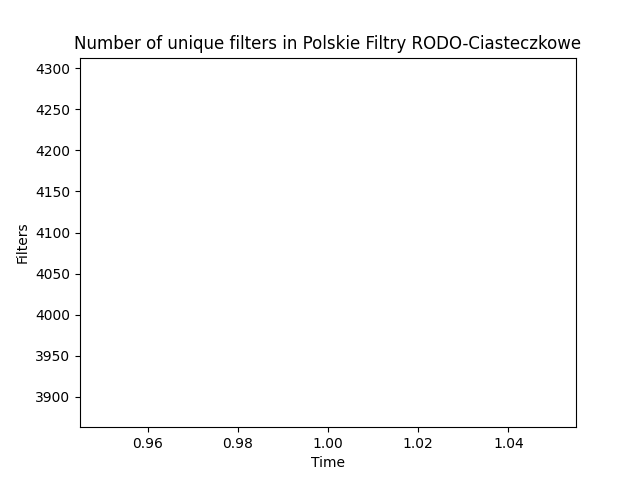 Number of unique filters in Polskie Filtry RODO-Ciasteczkowe
4300
4250
4200
4150
4100
4050
4000
3950
3900
Filters
0.96 0.98 1.00 1.02 1.04
Time